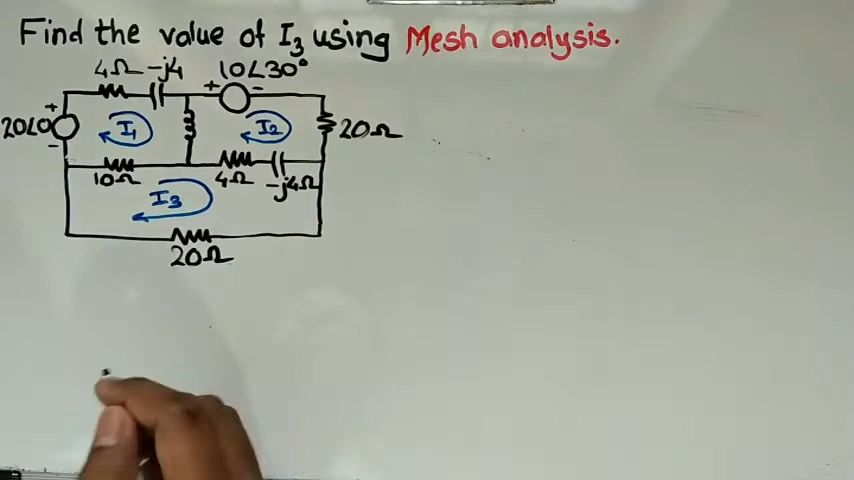 Find the value of I₃ using Mesh analysis.
4Ω -j4 10∠30°
+ + -
20∠0 I₁ I₂ 20Ω
-
10Ω 4Ω -j4Ω
I₃
20Ω